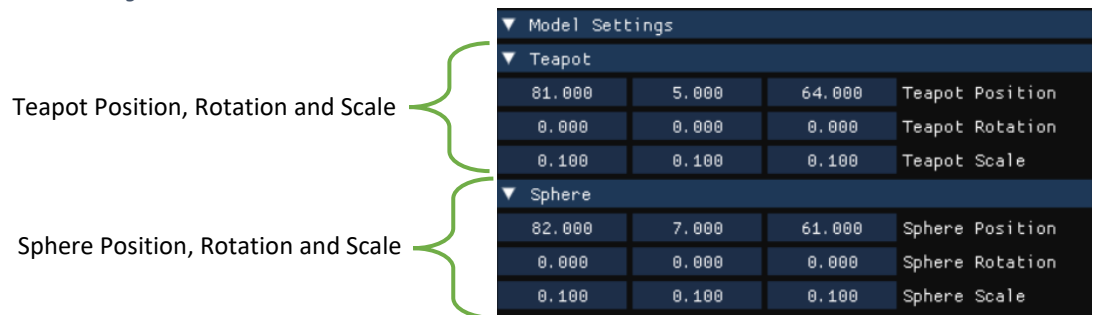 Model Settings
Teapot
Teapot Position, Rotation and Scale
81.000 5.000 64.000 Teapot Position
0.000 0.000 0.000 Teapot Rotation
0.100 0.100 0.100 Teapot Scale
Sphere
Sphere Position, Rotation and Scale
82.000 7.000 61.000 Sphere Position
0.000 0.000 0.000 Sphere Rotation
0.100 0.100 0.100 Sphere Scale